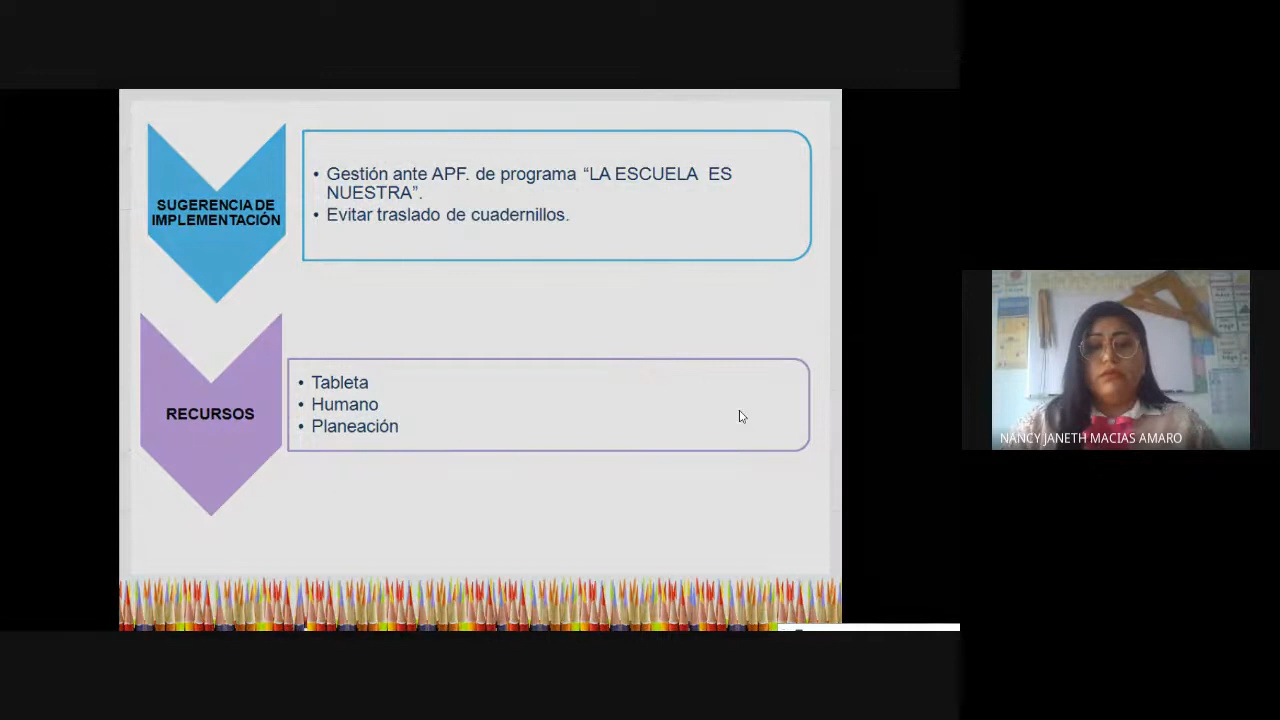 SUGERENCIA DE
IMPLEMENTACIÓN
• Gestión ante APF. de programa “LA ESCUELA ES
NUESTRA”.
• Evitar traslado de cuadernillos.
RECURSOS
• Tableta
• Humano
• Planeación
NANCY JANETH MACIAS AMARO